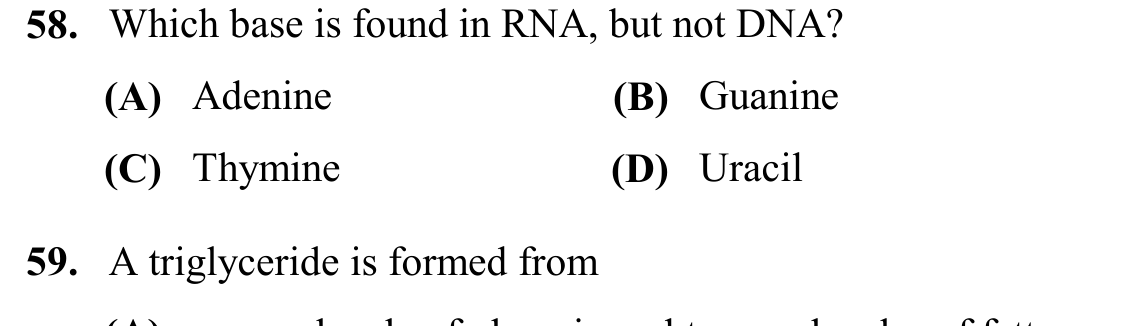 58. Which base is found in RNA, but not DNA?
(A) Adenine (B) Guanine
(C) Thymine (D) Uracil
59. A triglyceride is formed from